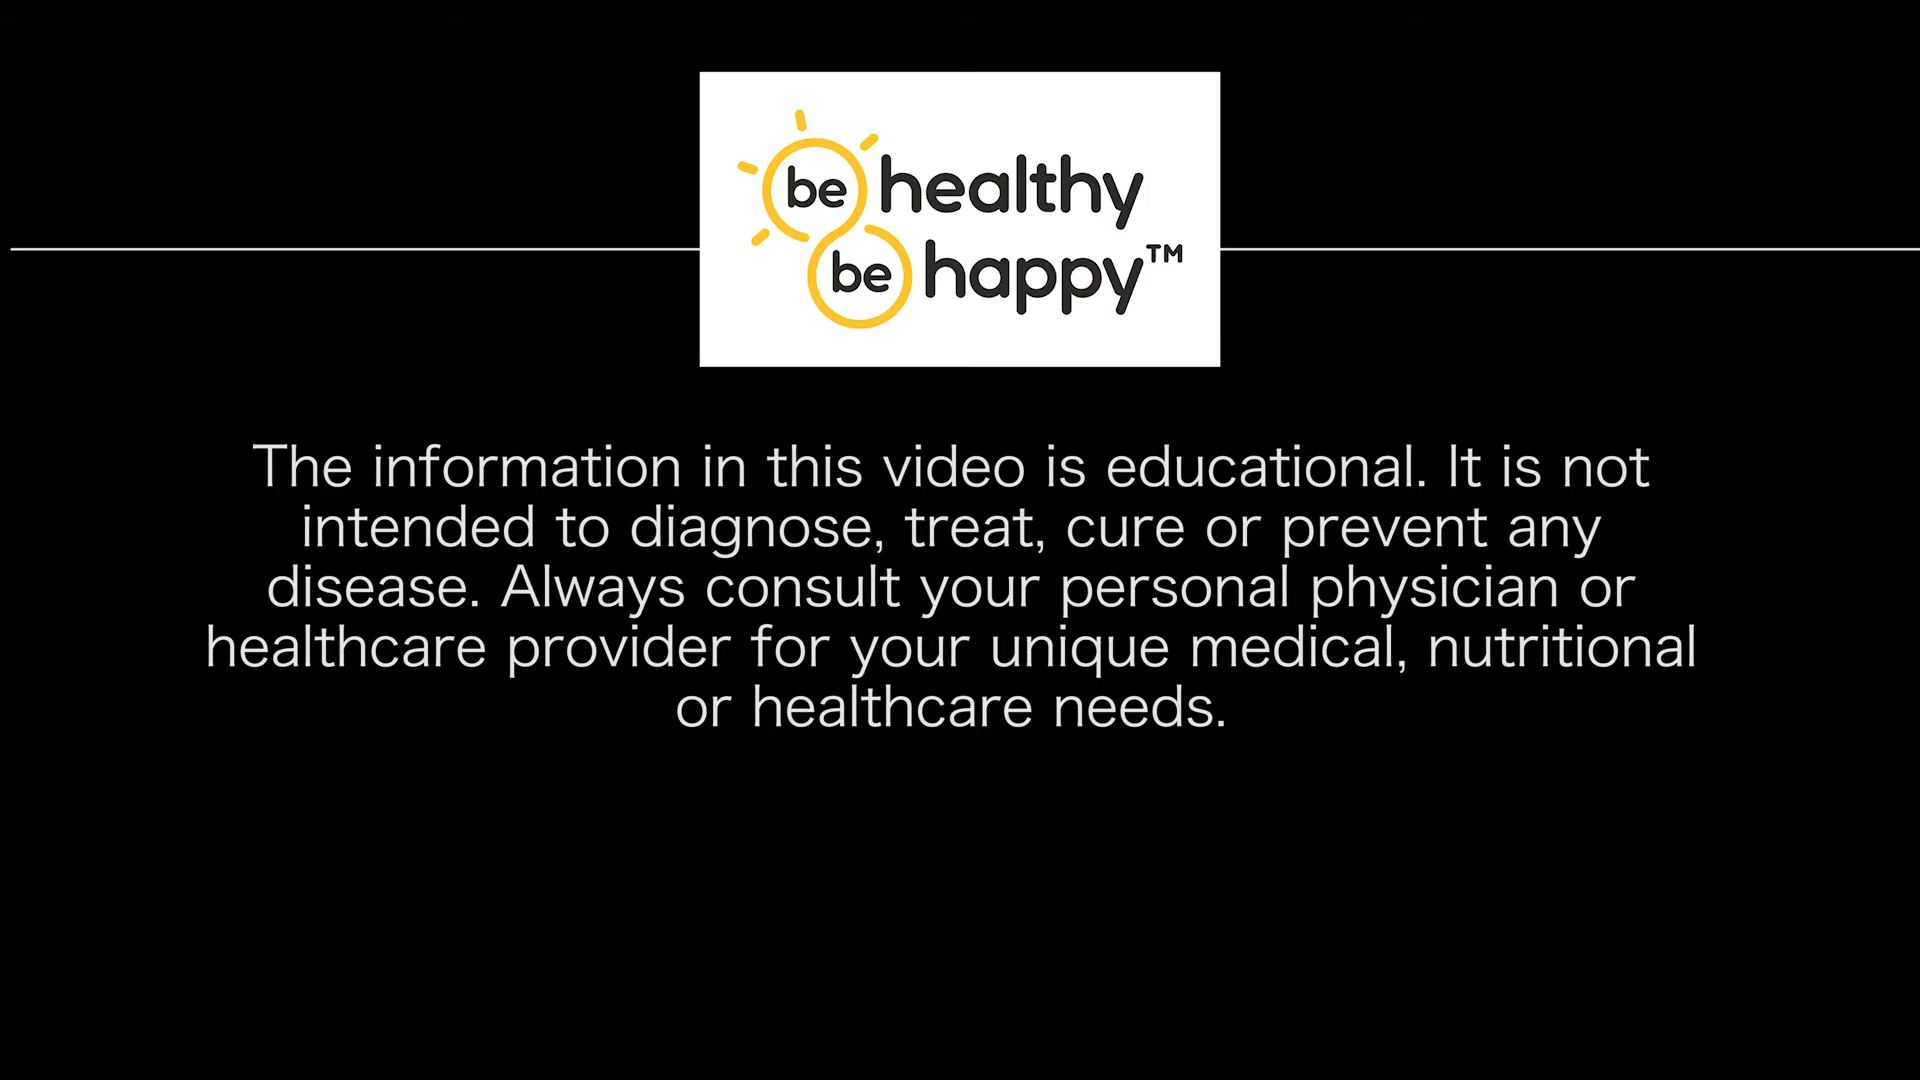 be healthy
be happy™
The information in this video is educational. It is not
intended to diagnose, treat, cure or prevent any
disease. Always consult your personal physician or
healthcare provider for your unique medical, nutritional
or healthcare needs.